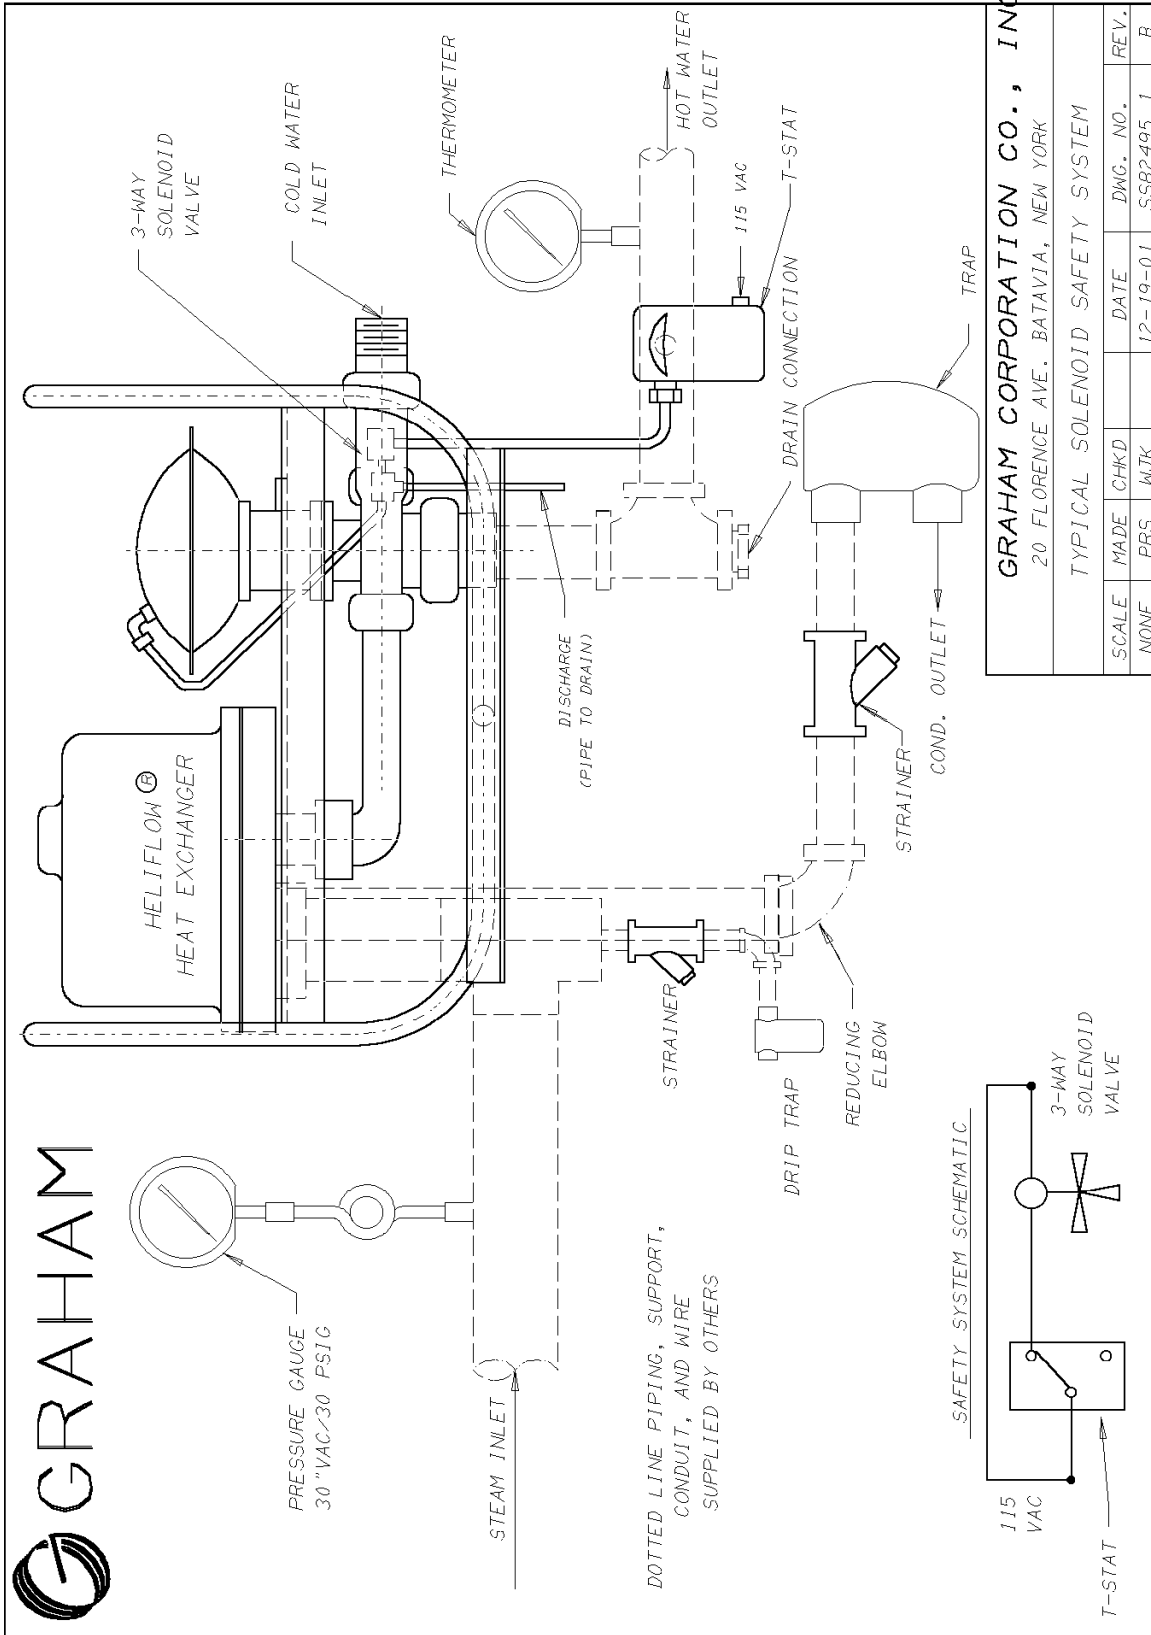 GRAHAM
PRESSURE GAUGE
30"VAC/30 PSIG
HELIFLOW ®
HEAT EXCHANGER
3-WAY
SOLENOID
VALVE
COLD WATER
INLET
THERMOMETER
HOT WATER
OUTLET
115 VAC
T-STAT
DRAIN CONNECTION
DISCHARGE
(PIPE TO DRAIN)
STEAM INLET
STRAINER
DRIP TRAP
REDUCING
ELBOW
STRAINER
COND. OUTLET
TRAP
DOTTED LINE PIPING, SUPPORT,
CONDUIT, AND WIRE
SUPPLIED BY OTHERS
SAFETY SYSTEM SCHEMATIC
115
VAC
T-STAT
3-WAY
SOLENOID
VALVE
GRAHAM CORPORATION CO., INC
20 FLORENCE AVE. BATAVIA, NEW YORK
TYPICAL SOLENOID SAFETY SYSTEM
SCALE MADE CHKD DATE DWG. NO. REV.
NONE PRS WJK 12-19-01 SSB2495_1 B